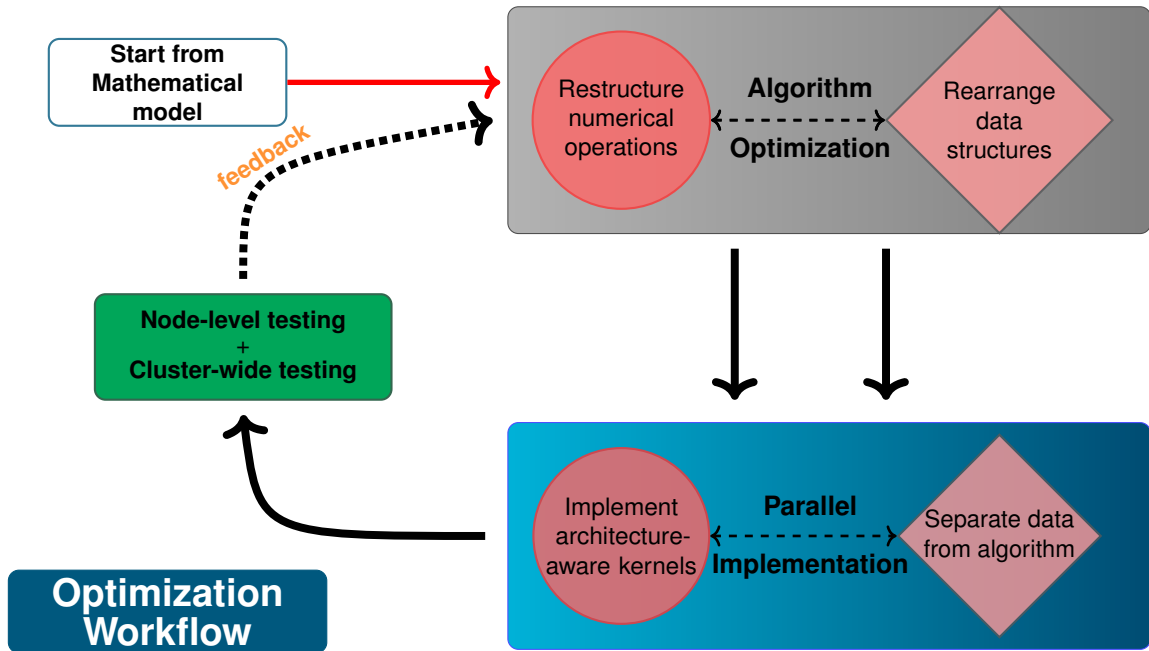 Start from
Mathematical
model
Restructure
numerical
operations
Algorithm
Optimization
Rearrange
data
structures
feedback
Node-level testing
+
Cluster-wide testing
Implement
architecture-
aware kernels
Parallel
Implementation
Separate data
from algorithm
Optimization
Workflow